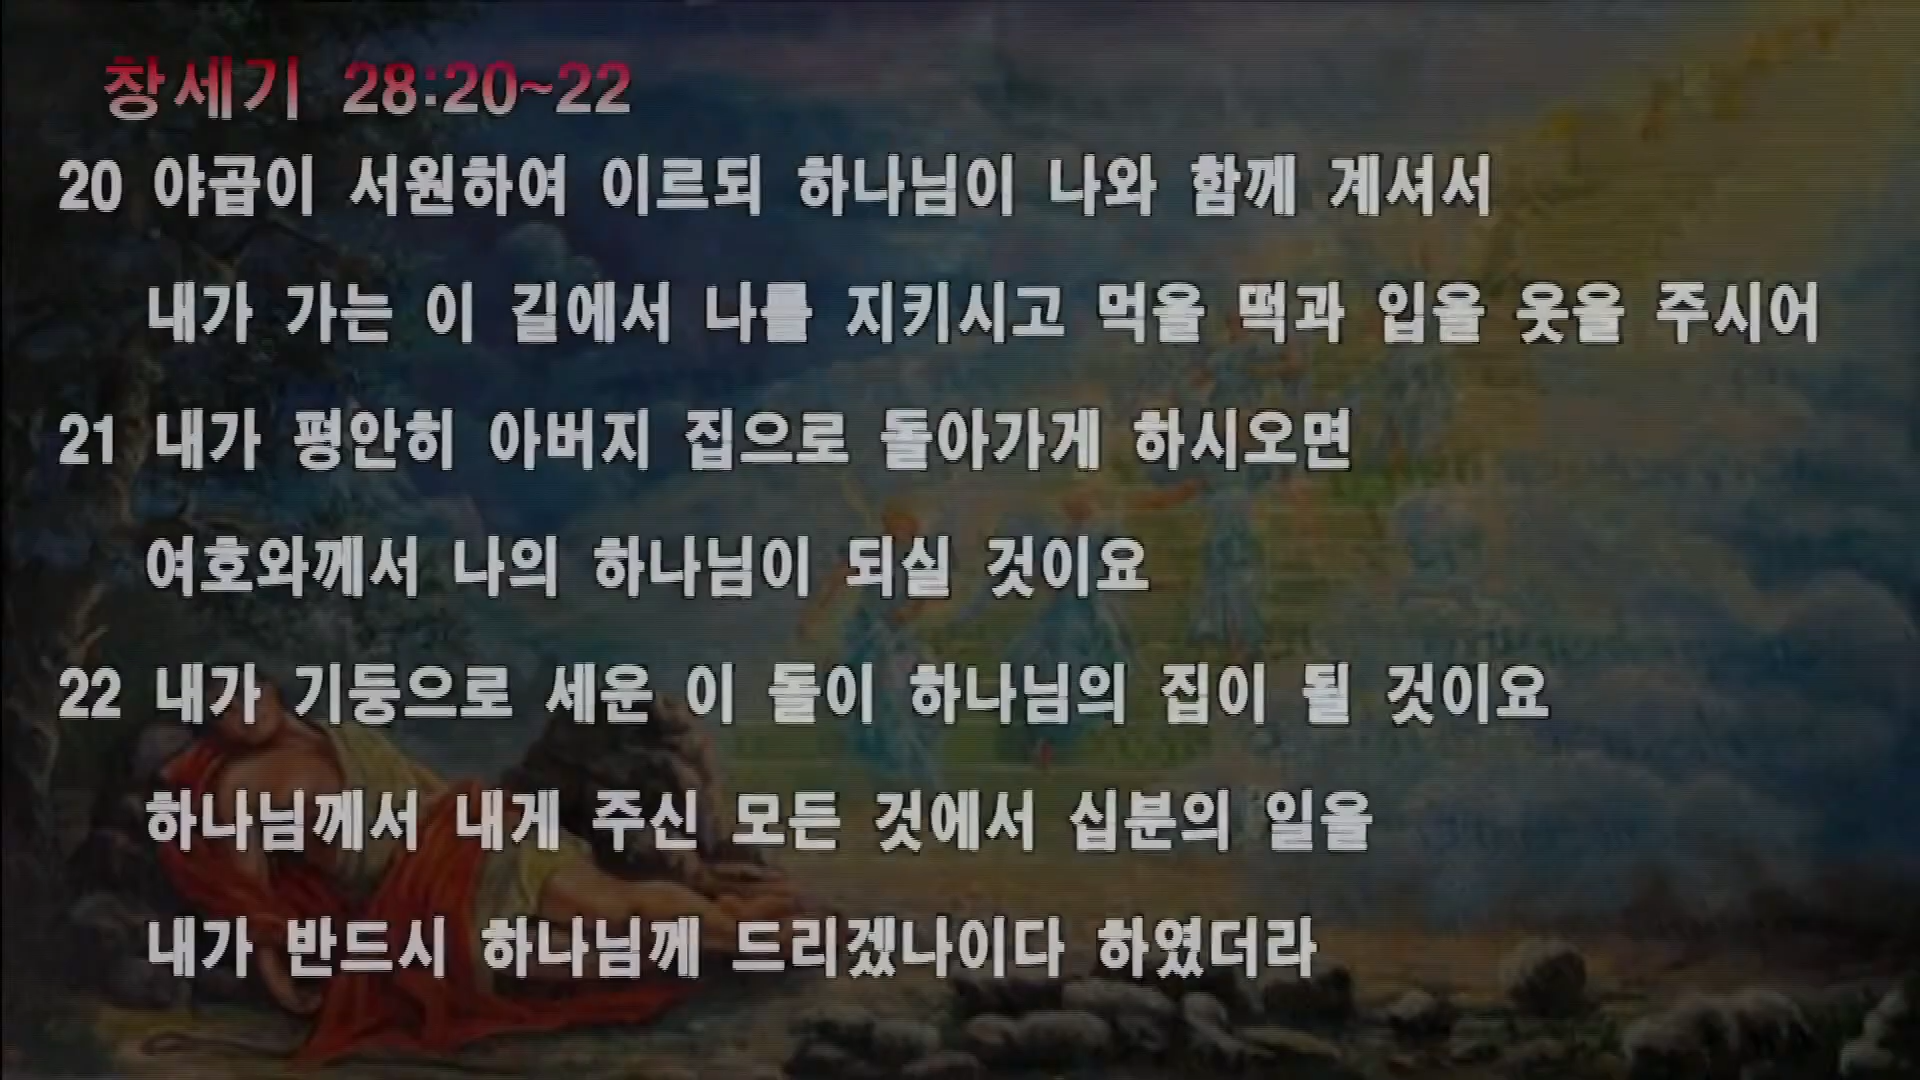 창세기 28:20~22
20 야곱이 서원하여 이르되 하나님이 나와 함께 계셔서
내가 가는 이 길에서 나를 지키시고 먹을 떡과 입을 옷을 주시어
21 내가 평안히 아버지 집으로 돌아가게 하시오면
여호와께서 나의 하나님이 되실 것이요
22 내가 기둥으로 세운 이 돌이 하나님의 집이 될 것이요
하나님께서 내게 주신 모든 것에서 십분의 일을
내가 반드시 하나님께 드리겠나이다 하였더라